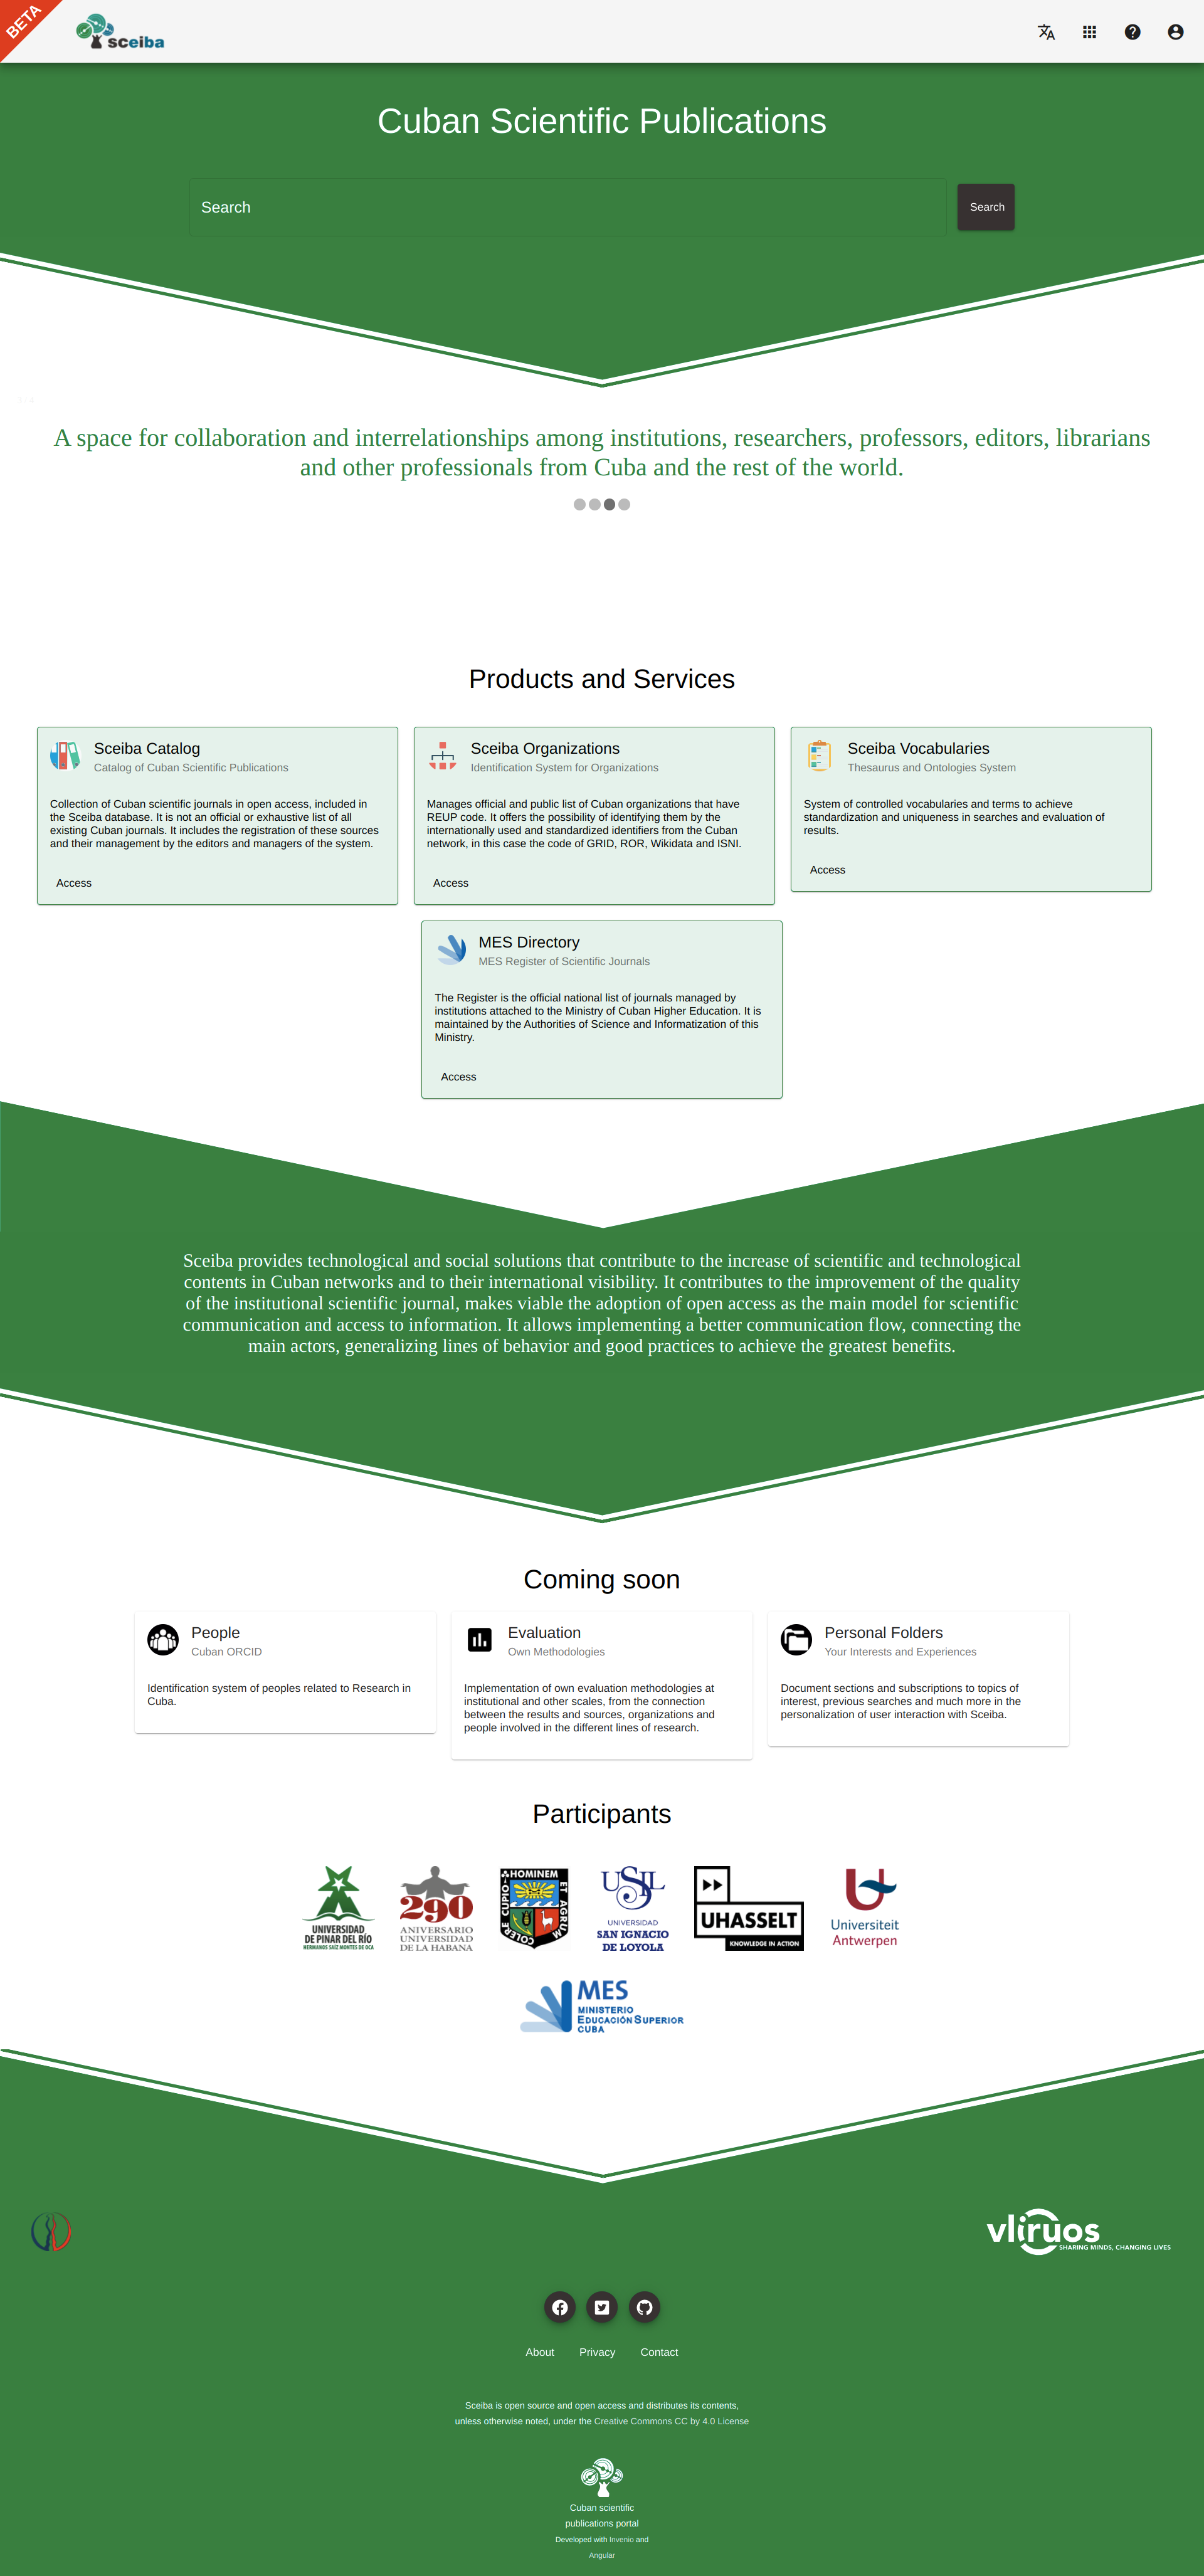 BETA
sceiba
Cuban Scientific Publications
Search
Search
A space for collaboration and interrelationships among institutions, researchers, professors, editors, librarians
and other professionals from Cuba and the rest of the world.
Products and Services
Sceiba Catalog
Catalog of Cuban Scientific Publications
Collection of Cuban scientific journals in open access, included in
the Sceiba database. It is not an official or exhaustive list of all
existing Cuban journals. It includes the registration of these sources
and their management by the editors and managers of the system.
Access
Sceiba Organizations
Identification System for Organizations
Manages official and public list of Cuban organizations that have
REUP code. It offers the possibility of identifying them by the
internationally used and standardized identifiers from the Cuban
network, in this case the code of GRID, ROR, Wikidata and ISNI.
Access
Sceiba Vocabularies
Thesaurus and Ontologies System
System of controlled vocabularies and terms to achieve
standardization and uniqueness in searches and evaluation of
results.
Access
MES Directory
MES Register of Scientific Journals
The Register is the official national list of journals managed by
institutions attached to the Ministry of Cuban Higher Education. It is
maintained by the Authorities of Science and Informatization of this
Ministry.
Access
Sceiba provides technological and social solutions that contribute to the increase of scientific and technological
contents in Cuban networks and to their international visibility. It contributes to the improvement of the quality
of the institutional scientific journal, makes viable the adoption of open access as the main model for scientific
communication and access to information. It allows implementing a better communication flow, connecting the
main actors, generalizing lines of behavior and good practices to achieve the greatest benefits.
Coming soon
People
Cuban ORCID
Identification system of peoples related to Research in
Cuba.
Evaluation
Own Methodologies
Implementation of own evaluation methodologies at
institutional and other scales, from the connection
between the results and sources, organizations and
people involved in the different lines of research.
Personal Folders
Your Interests and Experiences
Document sections and subscriptions to topics of
interest, previous searches and much more in the
personalization of user interaction with Sceiba.
Participants
UNIVERSIDAD
DE PINAR DEL RÍO
HERMANOS SAÍZ MONTES DE OCA
290
ANIVERSARIO
UNIVERSIDAD
DE LA HABANA
COLERE CUPIO HOMINEM ET AGRUM
USIL
UNIVERSIDAD
SAN IGNACIO
DE LOYOLA
UHASSELT
KNOWLEDGE IN ACTION
U
Universiteit
Antwerpen
MES
MINISTERIO
EDUCACIÓN SUPERIOR
CUBA
vliruos
SHARING MINDS, CHANGING LIVES
About Privacy Contact
Sceiba is open source and open access and distributes its contents,
unless otherwise noted, under the Creative Commons CC by 4.0 License
Cuban scientific
publications portal
Developed with Invenio and
Angular